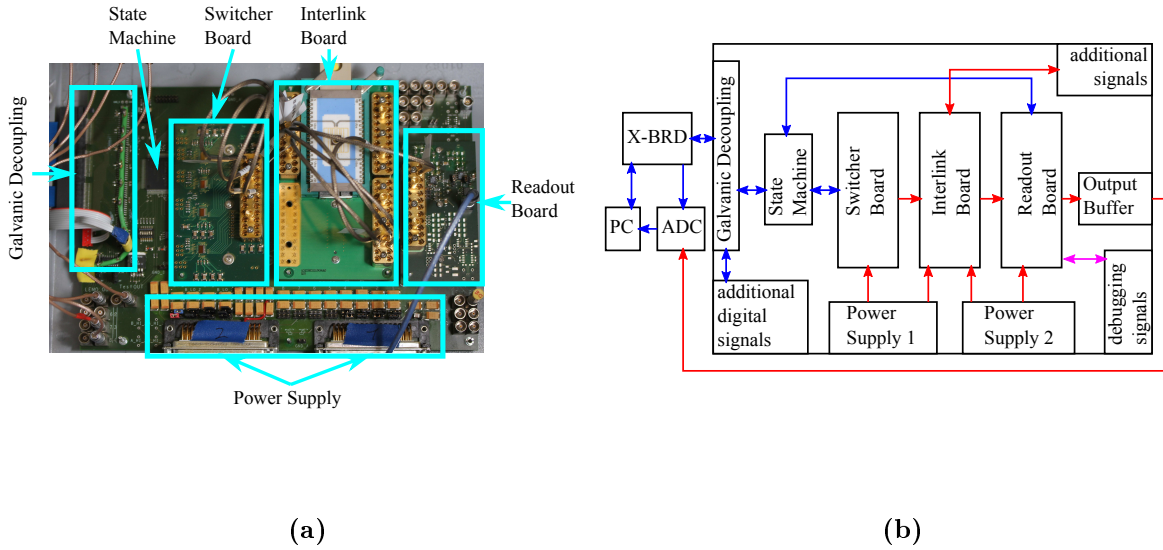 State
Machine
Switcher
Board
Interlink
Board
Galvanic Decoupling
Readout
Board
Power Supply
(a)
additional
signals
X-BRD
PC
ADC
Galvanic Decoupling
State
Machine
Switcher
Board
Interlink
Board
Readout
Board
Output
Buffer
additional
digital
signals
Power
Supply 1
Power
Supply 2
debugging
signals
(b)